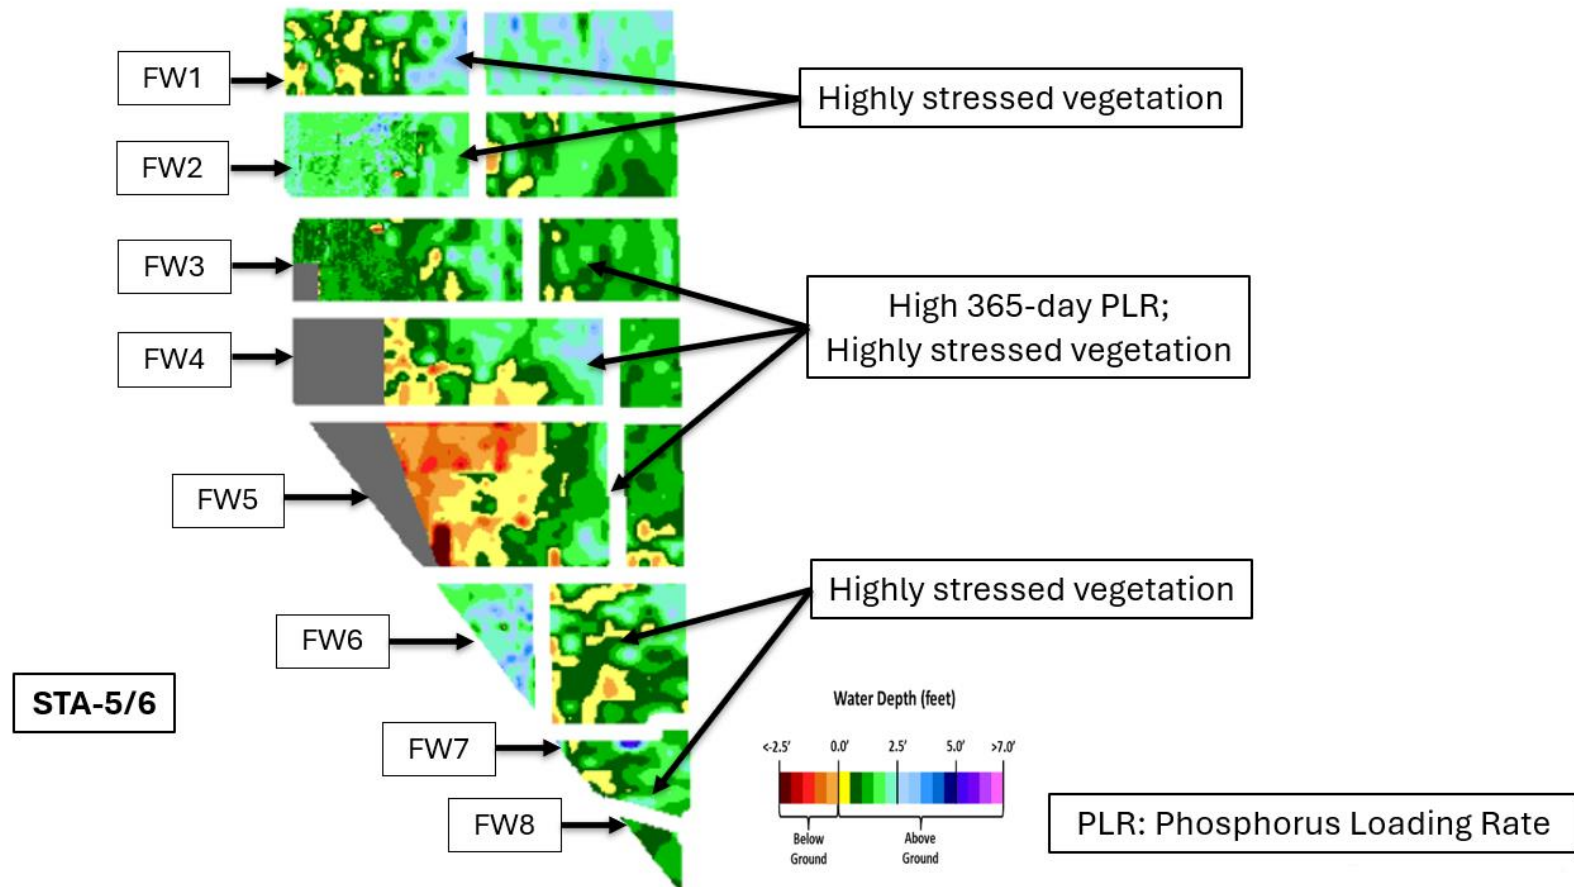 FW1
Highly stressed vegetation
FW2
FW3
High 365-day PLR;
Highly stressed vegetation
FW4
FW5
Highly stressed vegetation
FW6
STA-5/6
Water Depth (feet)
FW7
<-2.5' 0.0' 2.5' 5.0' >7.0'
FW8
PLR: Phosphorus Loading Rate
Below
Ground
Above
Ground